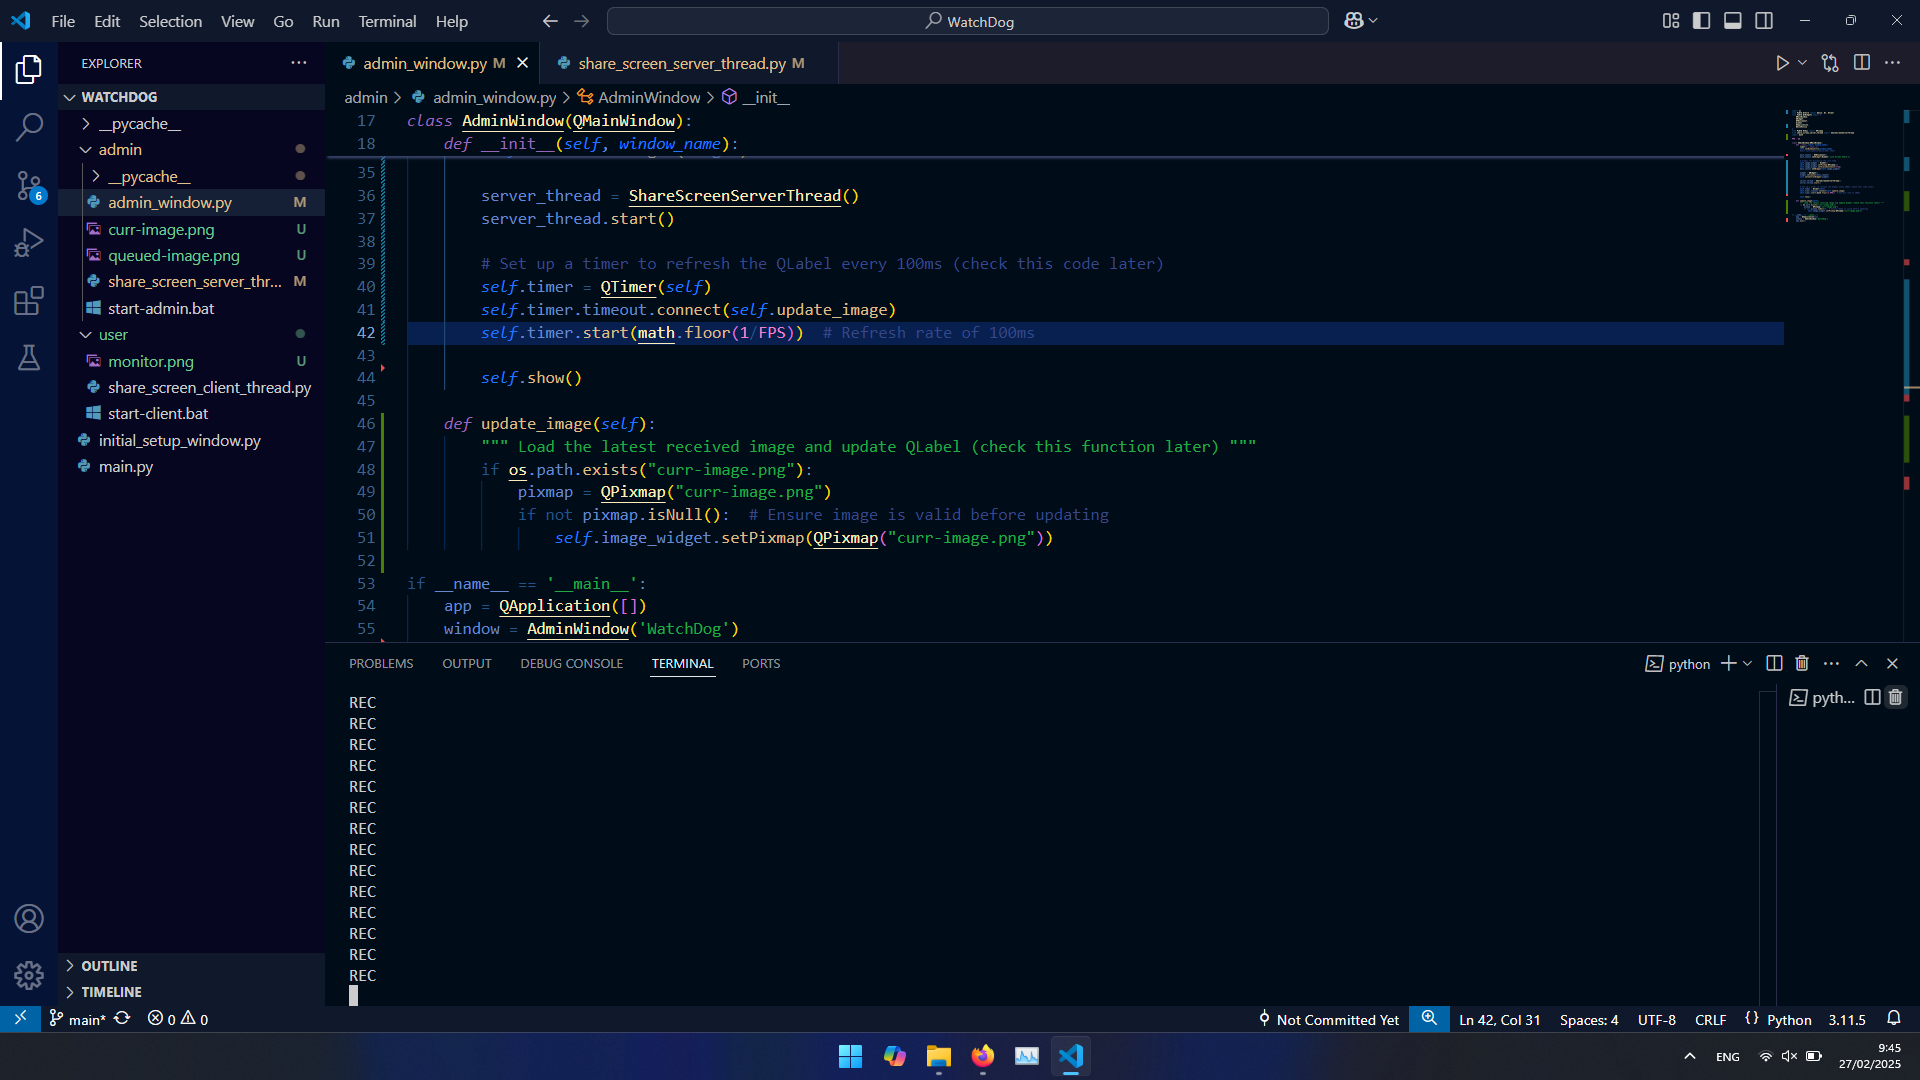 File Edit Selection View Go Run Terminal Help
WatchDog
EXPLORER
WATCHDOG
__pycache__
admin
__pycache__
admin_window.py M
curr-image.png U
queued-image.png U
share_screen_server_thr... M
start-admin.bat
user
monitor.png U
share_screen_client_thread.py
start-client.bat
initial_setup_window.py
main.py
OUTLINE
TIMELINE
6
admin_window.py M
share_screen_server_thread.py M
admin > admin_window.py > AdminWindow > __init__
17 class AdminWindow(QMainWindow):
18 def __init__(self, window_name):
35
36 server_thread = ShareScreenServerThread()
37 server_thread.start()
38
39 # Set up a timer to refresh the QLabel every 100ms (check this code later)
40 self.timer = QTimer(self)
41 self.timer.timeout.connect(self.update_image)
42 self.timer.start(math.floor(1/FPS)) # Refresh rate of 100ms
43
44 self.show()
45
46 def update_image(self):
47 """ Load the latest received image and update QLabel (check this function later) """
48 if os.path.exists("curr-image.png"):
49 pixmap = QPixmap("curr-image.png")
50 if not pixmap.isNull(): # Ensure image is valid before updating
51 self.image_widget.setPixmap(QPixmap("curr-image.png"))
52
53 if __name__ == '__main__':
54 app = QApplication([])
55 window = AdminWindow('WatchDog')
PROBLEMS OUTPUT DEBUG CONSOLE TERMINAL PORTS
python
pyth...
REC
REC
REC
REC
REC
REC
REC
REC
REC
REC
REC
REC
REC
REC
main* 0 0
Not Committed Yet Ln 42, Col 31 Spaces: 4 UTF-8 CRLF {} Python 3.11.5
ENG
9:45
27/02/2025